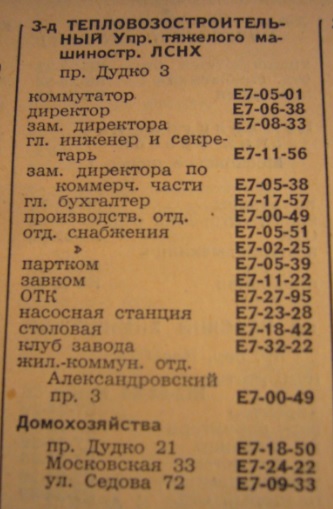 З-д ТЕПЛОВОЗОСТРОИТЕЛЬ-
НЫЙ Упр. тяжелого ма-
шиностр. ЛСНХ
пр. Дудко 3
коммутатор Е7-05-01
директор Е7-06-38
зам. директора Е7-08-33
гл. инженер и секре-
тарь Е7-11-56
зам. директора по
коммерч. части Е7-05-38
гл. бухгалтер Е7-17-57
производств. отд. Е7-00-49
отд. снабжения Е7-05-51
» Е7-02-25
партком Е7-05-39
завком Е7-11-22
ОТК Е7-27-95
насосная станция Е7-23-28
столовая Е7-18-42
клуб завода Е7-32-22
жил.-коммун. отд.
Александровский
пр. 3 Е7-00-49
Домохозяйства
пр. Дудко 21 Е7-18-50
Московская 33 Е7-24-22
ул. Седова 72 Е7-09-33